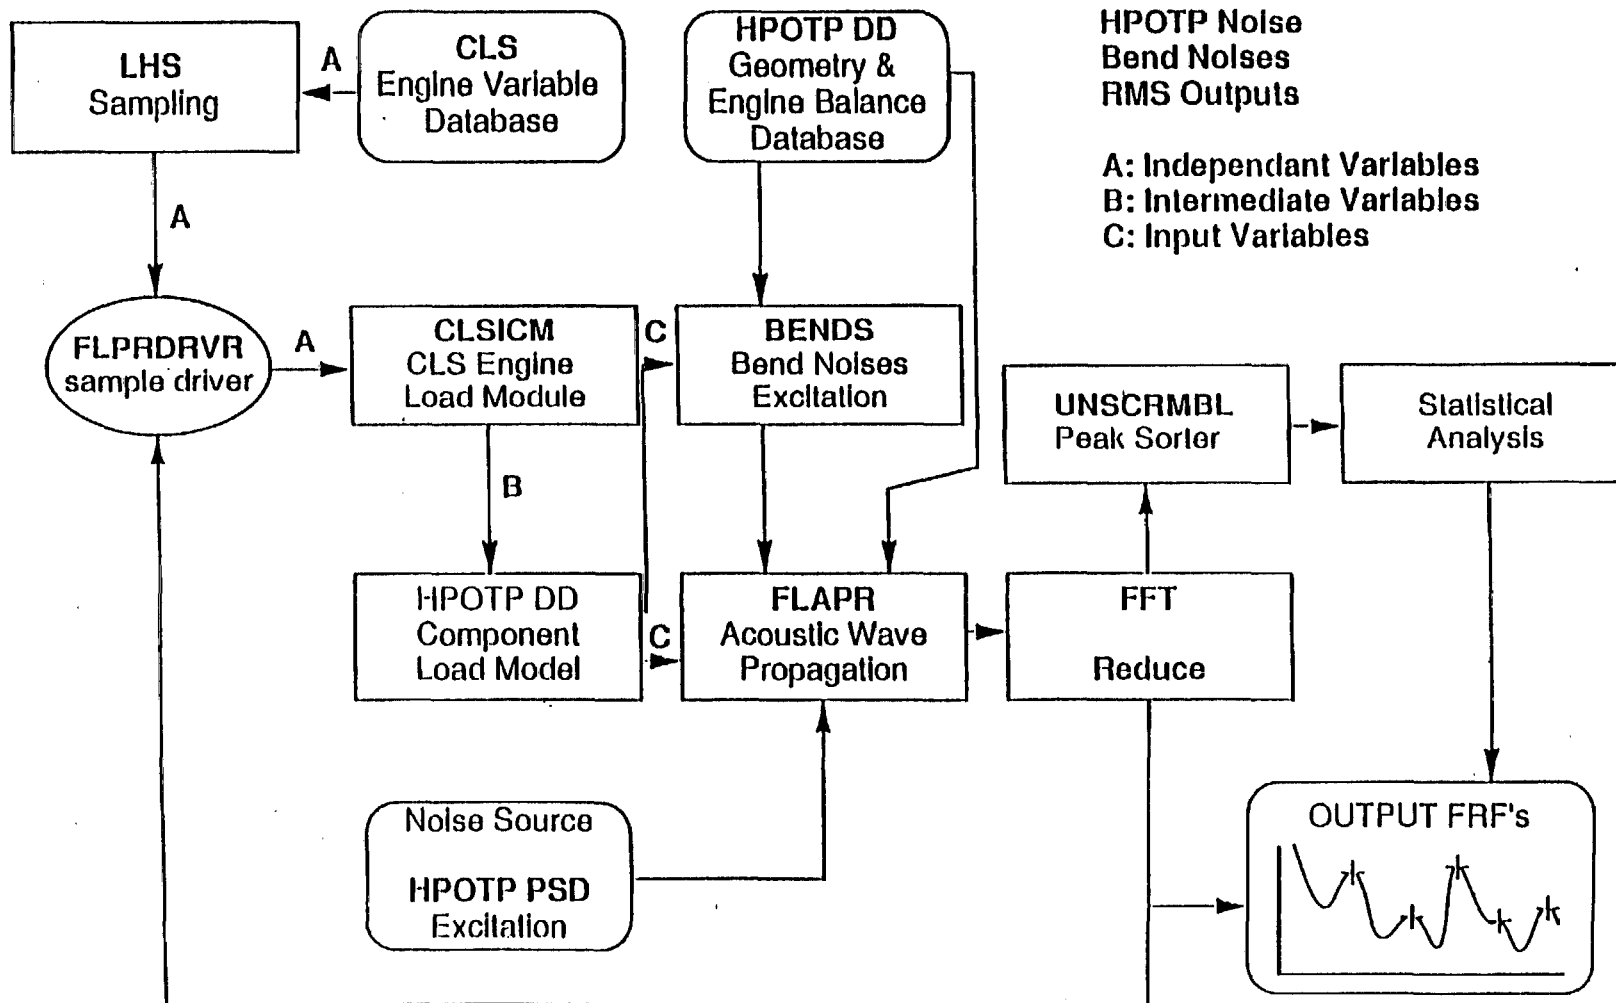 LHS
Sampling
A
CLS
Engine Variable
Database
HPOTP DD
Geometry &
Engine Balance
Database
HPOTP Noise
Bend Noises
RMS Outputs
A: Independant Variables
B: Intermediate Variables
C: Input Variables
A
FLPRDRVR
sample driver
A
CLSICM
CLS Engine
Load Module
C
BENDS
Bend Noises
Excitation
UNSCRMBL
Peak Sorter
Statistical
Analysis
B
HPOTP DD
Component
Load Model
C
FLAPR
Acoustic Wave
Propagation
FFT
Reduce
Noise Source
HPOTP PSD
Excitation
OUTPUT FRF's